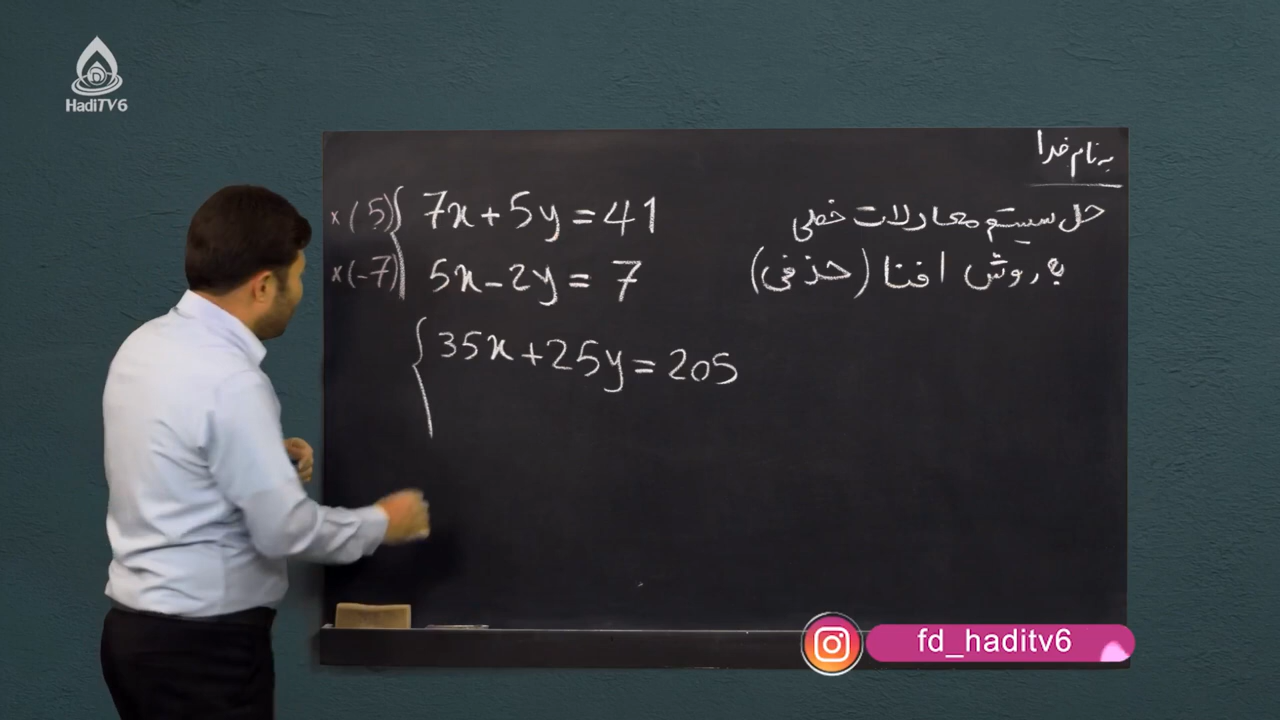 HadiTV6
به نام خدا
حل سیستم معادلات خطی
به روش افنا (حذفی)
×(5) 7x+5y=41
×(-7) 5x-2y=7
35x+25y=205
fd_haditv6